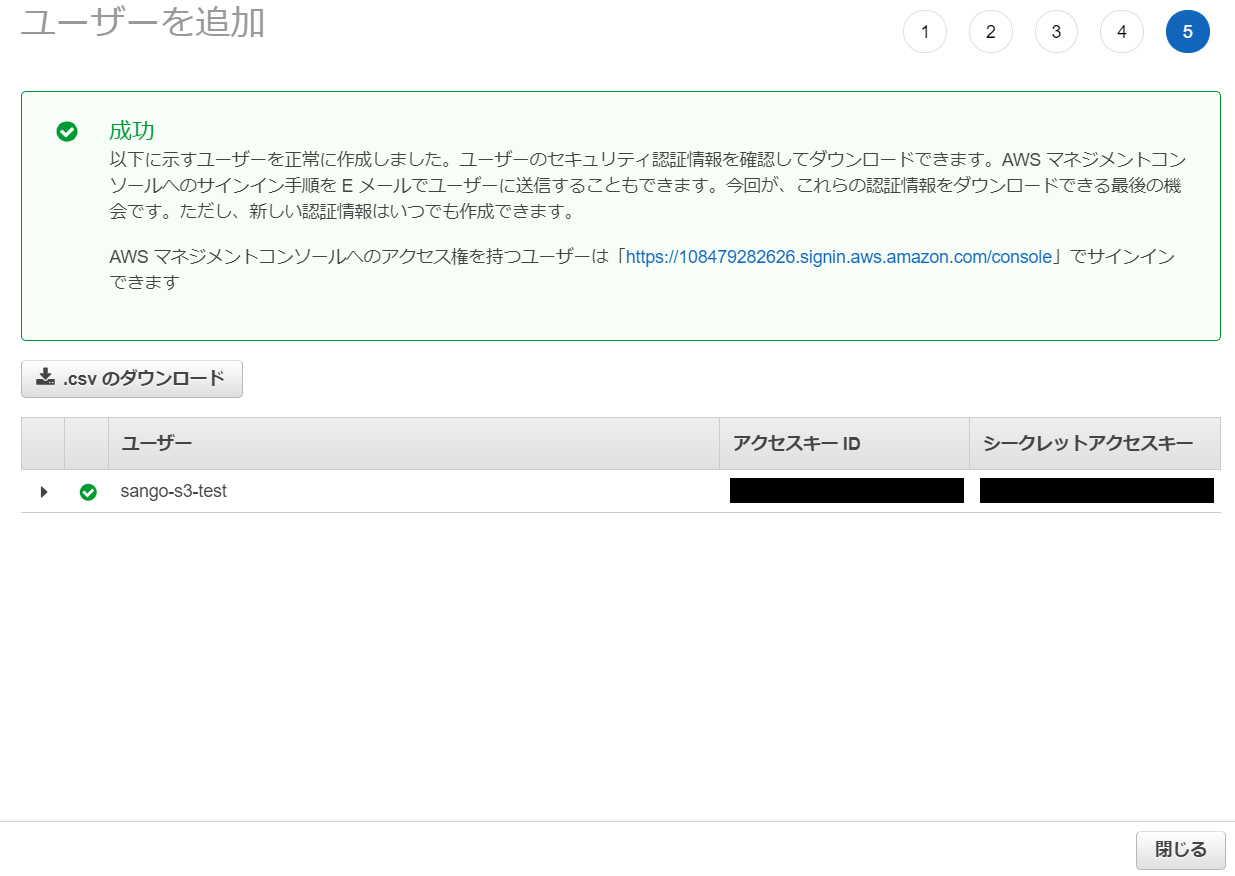 ユーザーを追加
1 2 3 4 5
成功
以下に示すユーザーを正常に作成しました。ユーザーのセキュリティ認証情報を確認してダウンロードできます。AWS マネジメントコン
ソールへのサインイン手順を E メールでユーザーに送信することもできます。今回が、これらの認証情報をダウンロードできる最後の機
会です。ただし、新しい認証情報はいつでも作成できます。
AWS マネジメントコンソールへのアクセス権を持つユーザーは「https://108479282626.signin.aws.amazon.com/console」でサインイン
できます
.csv のダウンロード
ユーザー アクセスキー ID シークレットアクセスキー
sango-s3-test
閉じる